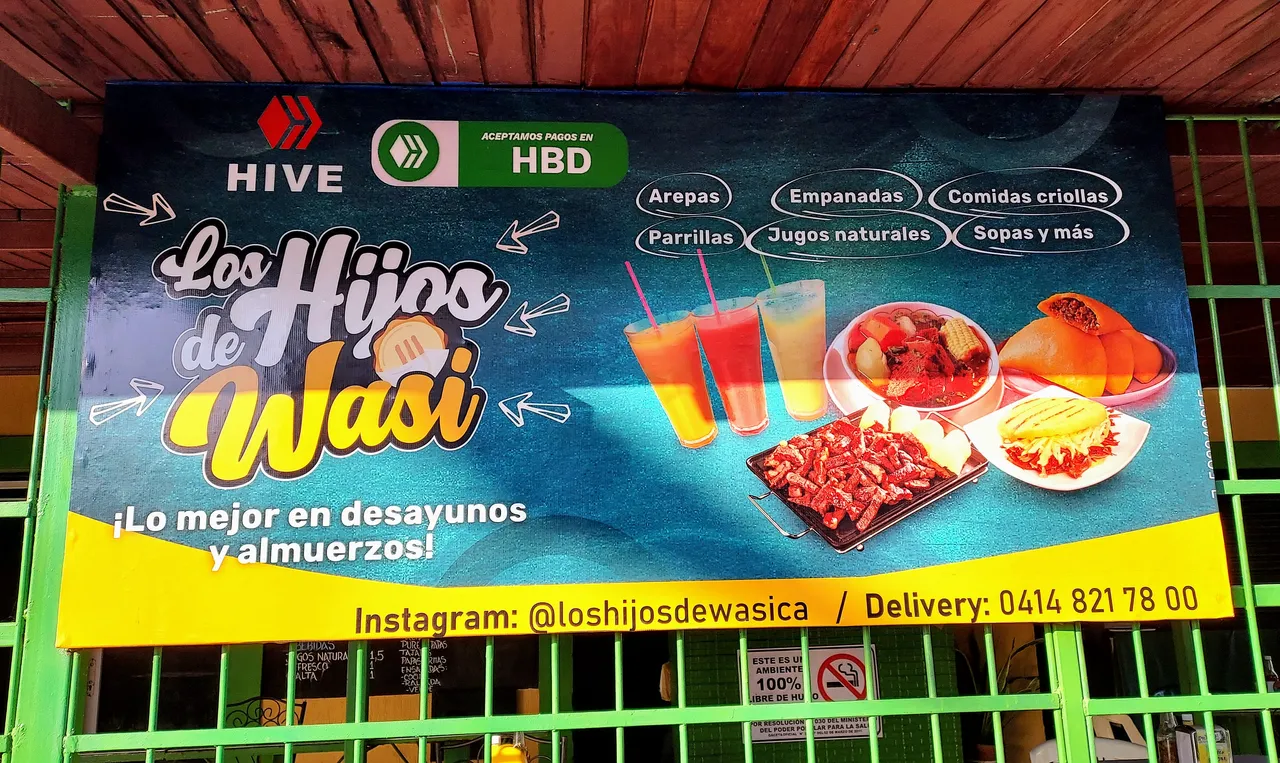 HIVE
ACEPTAMOS PAGOS EN
HBD
Los Hijos
de
Wasi
¡Lo mejor en desayunos
y almuerzos!
Arepas
Empanadas
Comidas criollas
Parrillas
Jugos naturales
Sopas y más
Instagram: @loshijosdewasica / Delivery: 0414 821 78 00
BEBIDAS
ESTE ES UN
AMBIENTE
100%
LIBRE DE HUMO